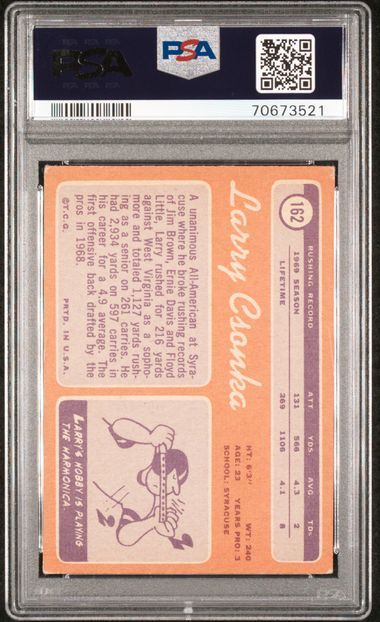 PSA
PSA
70673521
162
RUSHING RECORD ATT. YDS. AVG. TDs.
1969 SEASON 131 566 4.3 2
LIFETIME 269 1106 4.1 8
Larry Csonka
HT: 6'3" WT: 240
AGE: 23 YEARS PRO: 3
SCHOOL: SYRACUSE
A unanimous All-American at Syra-
cuse where he broke rushing records
of Jim Brown, Ernie Davis and Floyd
Little, Larry rushed for 216 yards
against West Virginia as a sopho-
more and totaled 1,127 yards rush-
ing as a senior on 261 carries. He
had 2,934 yards on 597 carries in
his career for a 4.9 average. The
first offensive back drafted by the
pros in 1968.
©T.C.G. PRTD. IN U.S.A.
LARRY'S HOBBY IS PLAYING
THE HARMONICA